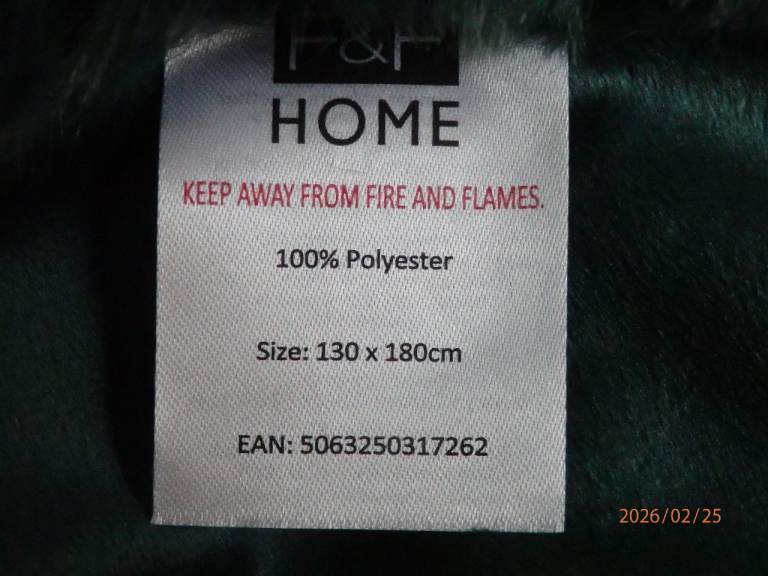 F&F
HOME
KEEP AWAY FROM FIRE AND FLAMES.
100% Polyester
Size: 130 x 180cm
EAN: 5063250317262
2026/02/25